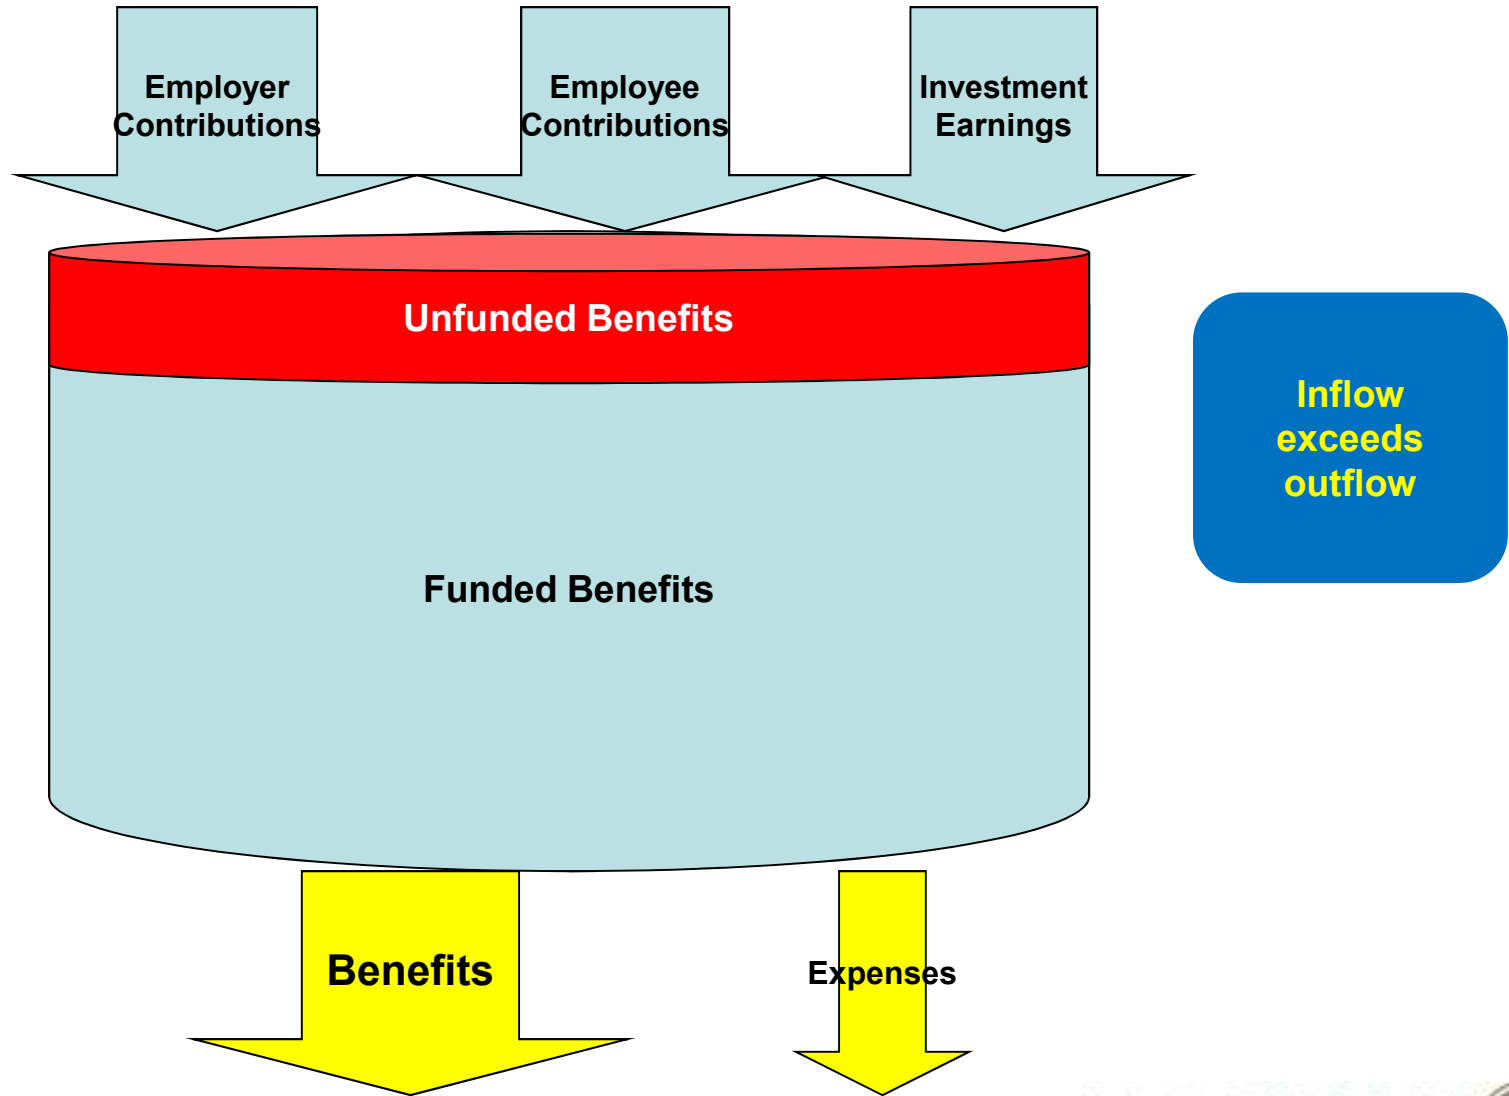 Employer
Contributions
Employee
Contributions
Investment
Earnings
Unfunded Benefits
Inflow
exceeds
outflow
Funded Benefits
Benefits
Expenses